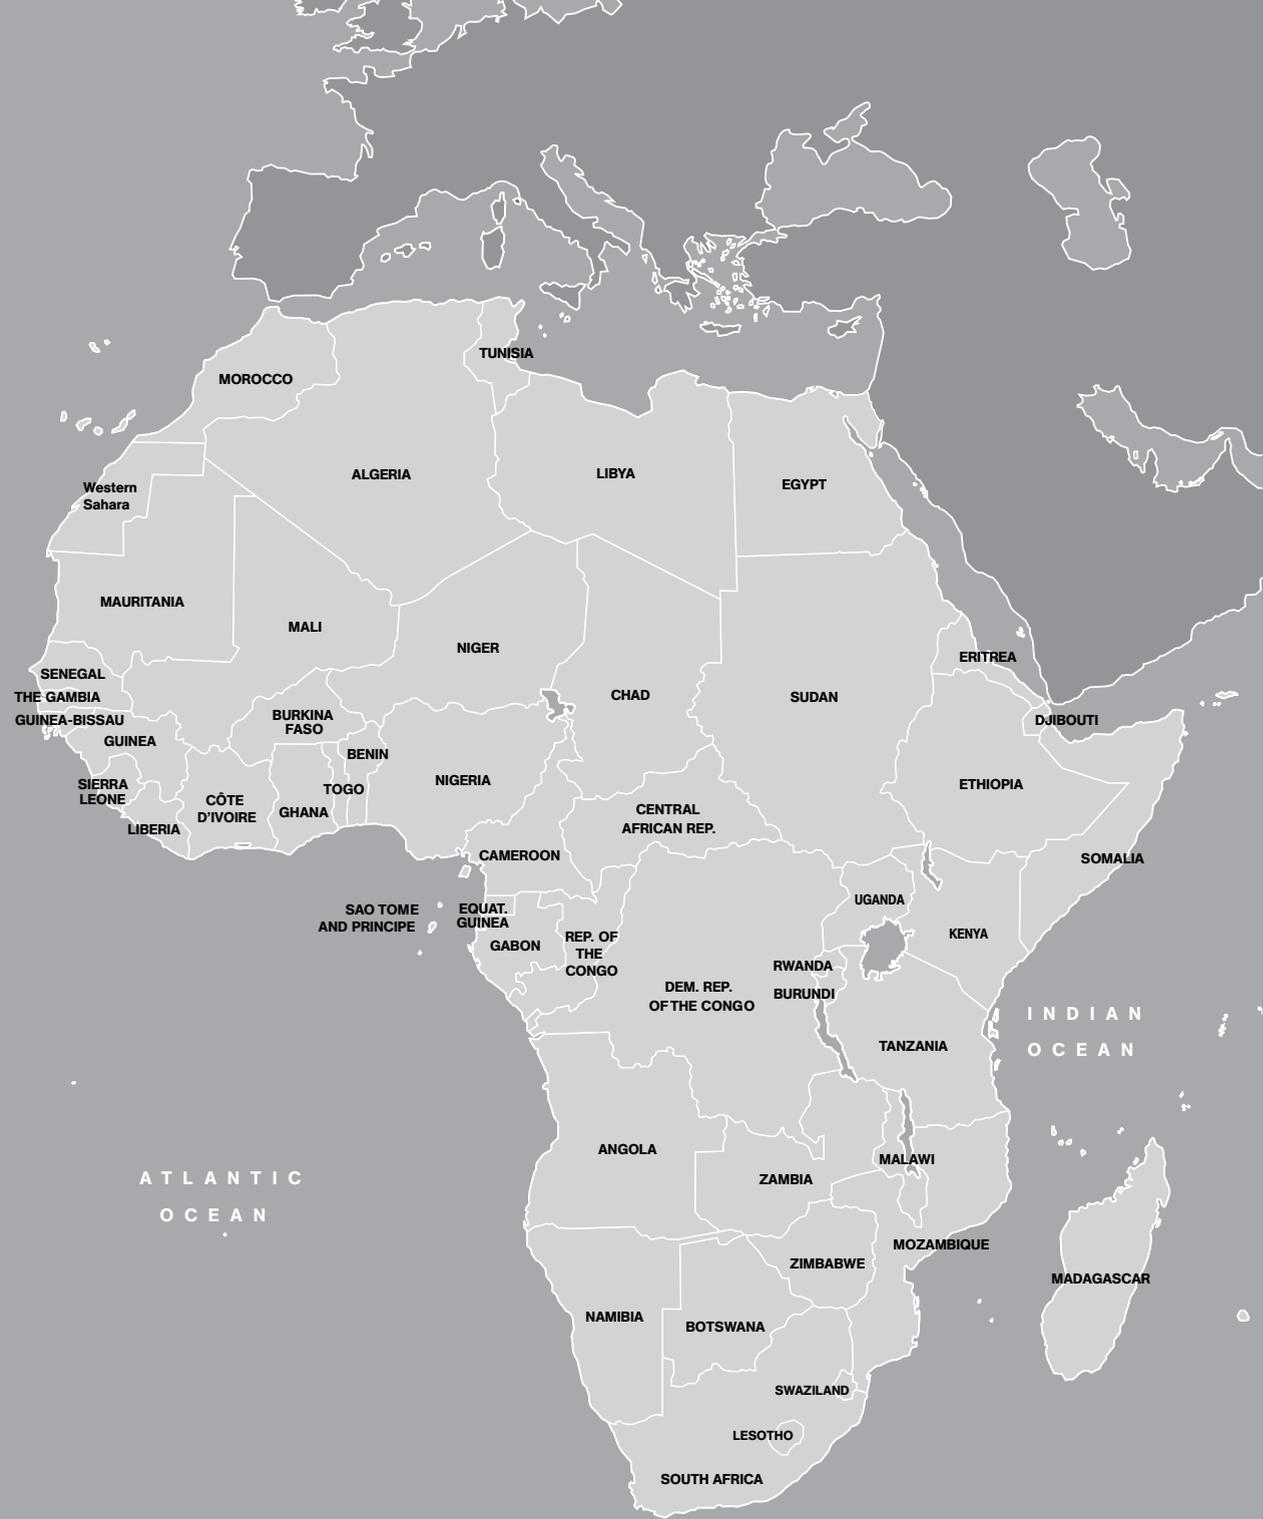 TUNISIA
MOROCCO
ALGERIA
LIBYA
EGYPT
Western
Sahara
MAURITANIA
MALI
NIGER
ERITREA
SENEGAL
CHAD
SUDAN
THE GAMBIA
GUINEA-BISSAU
BURKINA
FASO
DJIBOUTI
GUINEA
BENIN
NIGERIA
ETHIOPIA
SIERRA
LEONE
TOGO
CÔTE
D'IVOIRE
GHANA
CENTRAL
AFRICAN REP.
LIBERIA
CAMEROON
SOMALIA
UGANDA
SAO TOME
AND PRINCIPE
EQUAT.
GUINEA
KENYA
GABON
REP. OF
THE
CONGO
RWANDA
DEM. REP.
OF THE CONGO
BURUNDI
INDIAN
OCEAN
TANZANIA
ANGOLA
MALAWI
ATLANTIC
OCEAN
ZAMBIA
MOZAMBIQUE
ZIMBABWE
MADAGASCAR
NAMIBIA
BOTSWANA
SWAZILAND
LESOTHO
SOUTH AFRICA